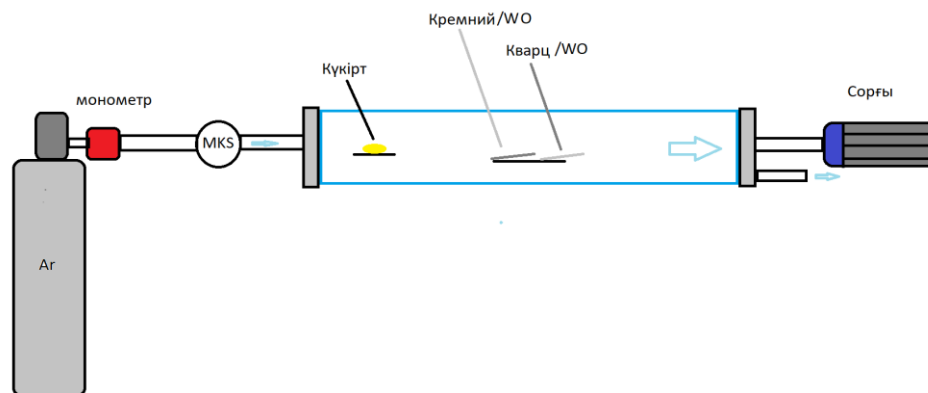 Кремний/WO
Кварц /WO
Күкірт
монометр
Сорғы
MKS
Ar